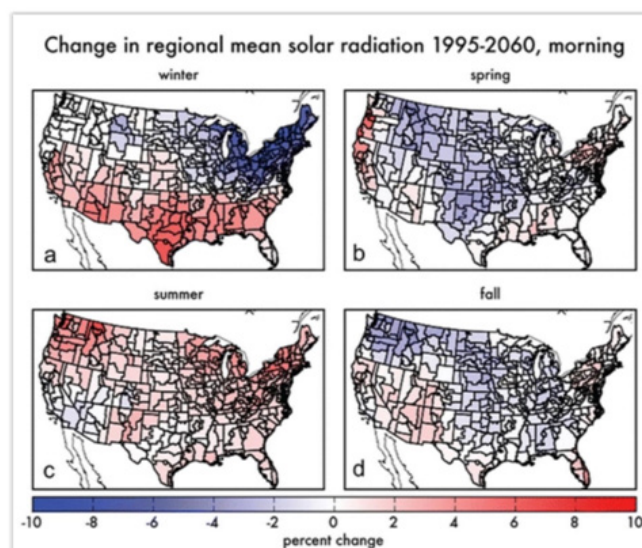 Change in regional mean solar radiation 1995-2060, morning
winter
spring
a
b
summer
fall
c
d
-10 -8 -6 -4 -2 0 2 4 6 8 10
percent change